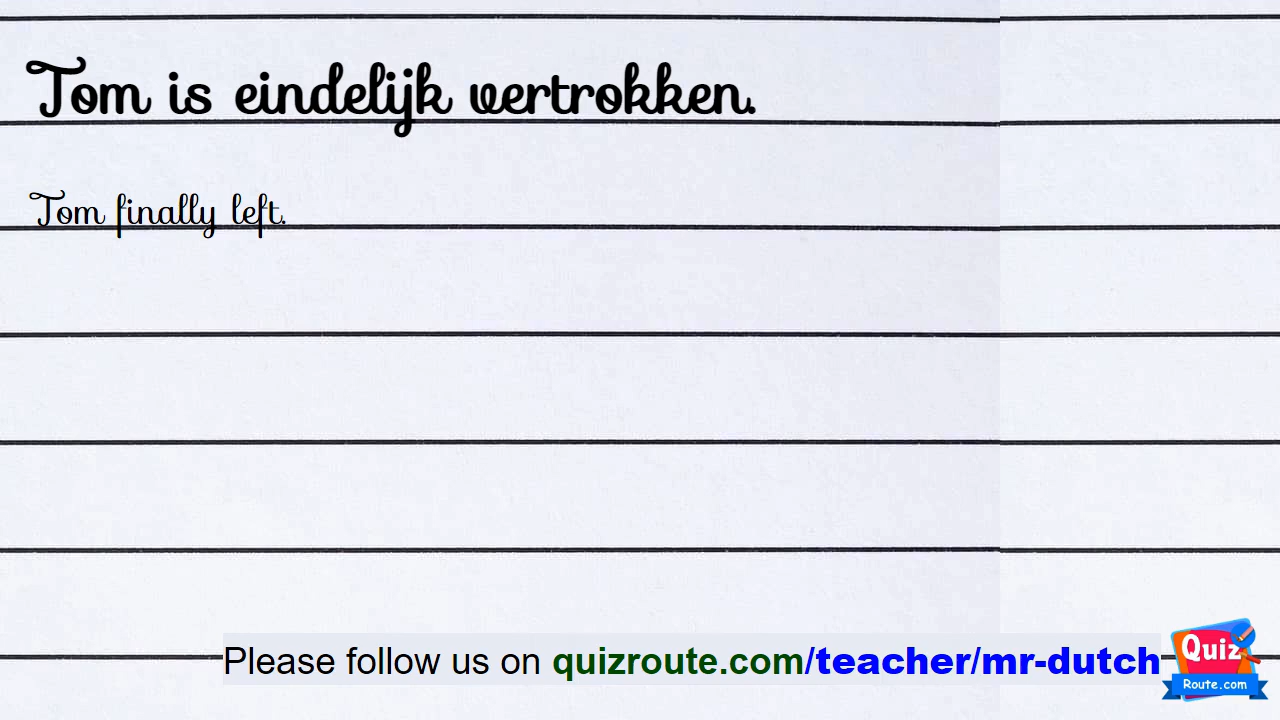 Tom is eindelijk vertrokken.
Tom finally left.
Please follow us on quizroute.com/teacher/mr-dutch
Quiz
Route.com